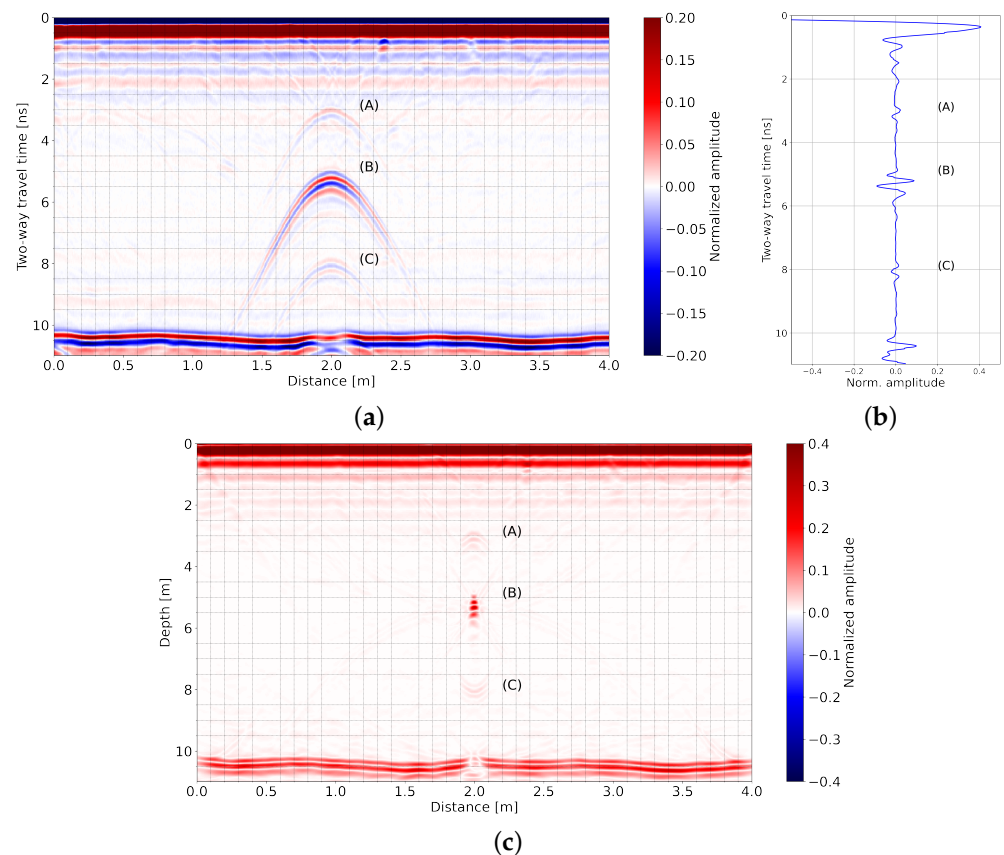 0
2
4
6
8
10
Two-way travel time [ns]
(A)
(B)
(C)
0.0 0.5 1.0 1.5 2.0 2.5 3.0 3.5 4.0
Distance [m]
0.20
0.15
0.10
0.05
0.00
−0.05
−0.10
−0.15
−0.20
Normalized amplitude
(a)
0
2
4
6
8
10
Two-way travel time [ns]
(A)
(B)
(C)
−0.4 −0.2 0.0 0.2 0.4
Norm. amplitude
(b)
0
2
4
6
8
10
Depth [m]
(A)
(B)
(C)
0.0 0.5 1.0 1.5 2.0 2.5 3.0 3.5 4.0
Distance [m]
0.4
0.3
0.2
0.1
0.0
−0.1
−0.2
−0.3
−0.4
Normalized amplitude
(c)